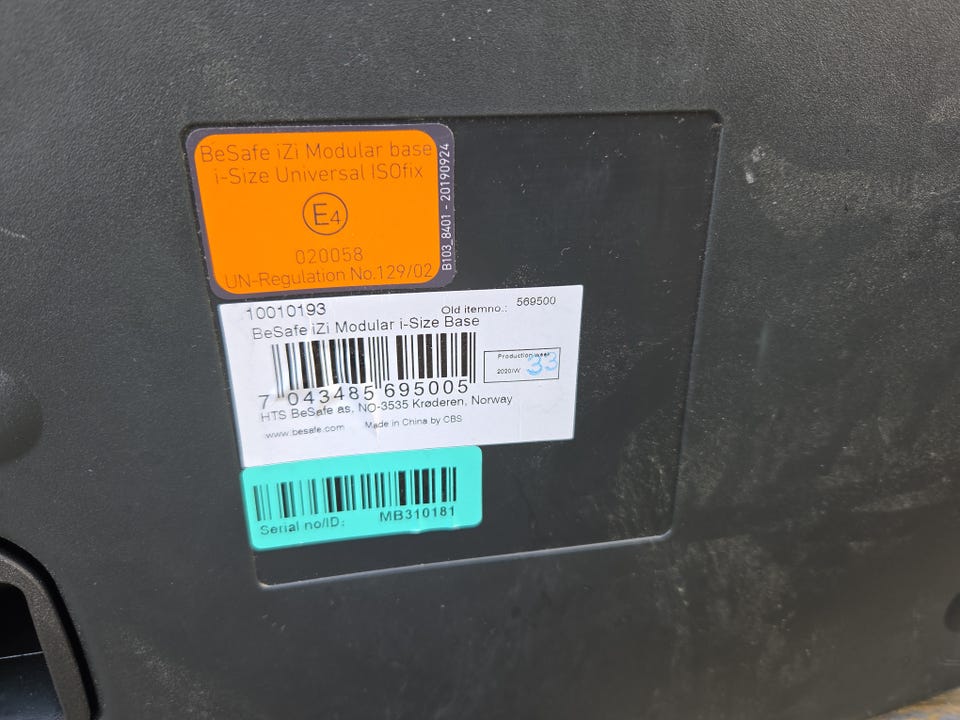 BeSafe iZi Modular base
i-Size Universal ISOfix
E4
020058
UN-Regulation No.129/02
B103_8401 - 20190924
10010193
Old itemno.: 569500
BeSafe iZi Modular i-Size Base
Production week
2020/W 33
7 043485 695005
HTS BeSafe as, NO-3535 Krøderen, Norway
www.besafe.com Made in China by CBS
Serial no/ID: MB310181